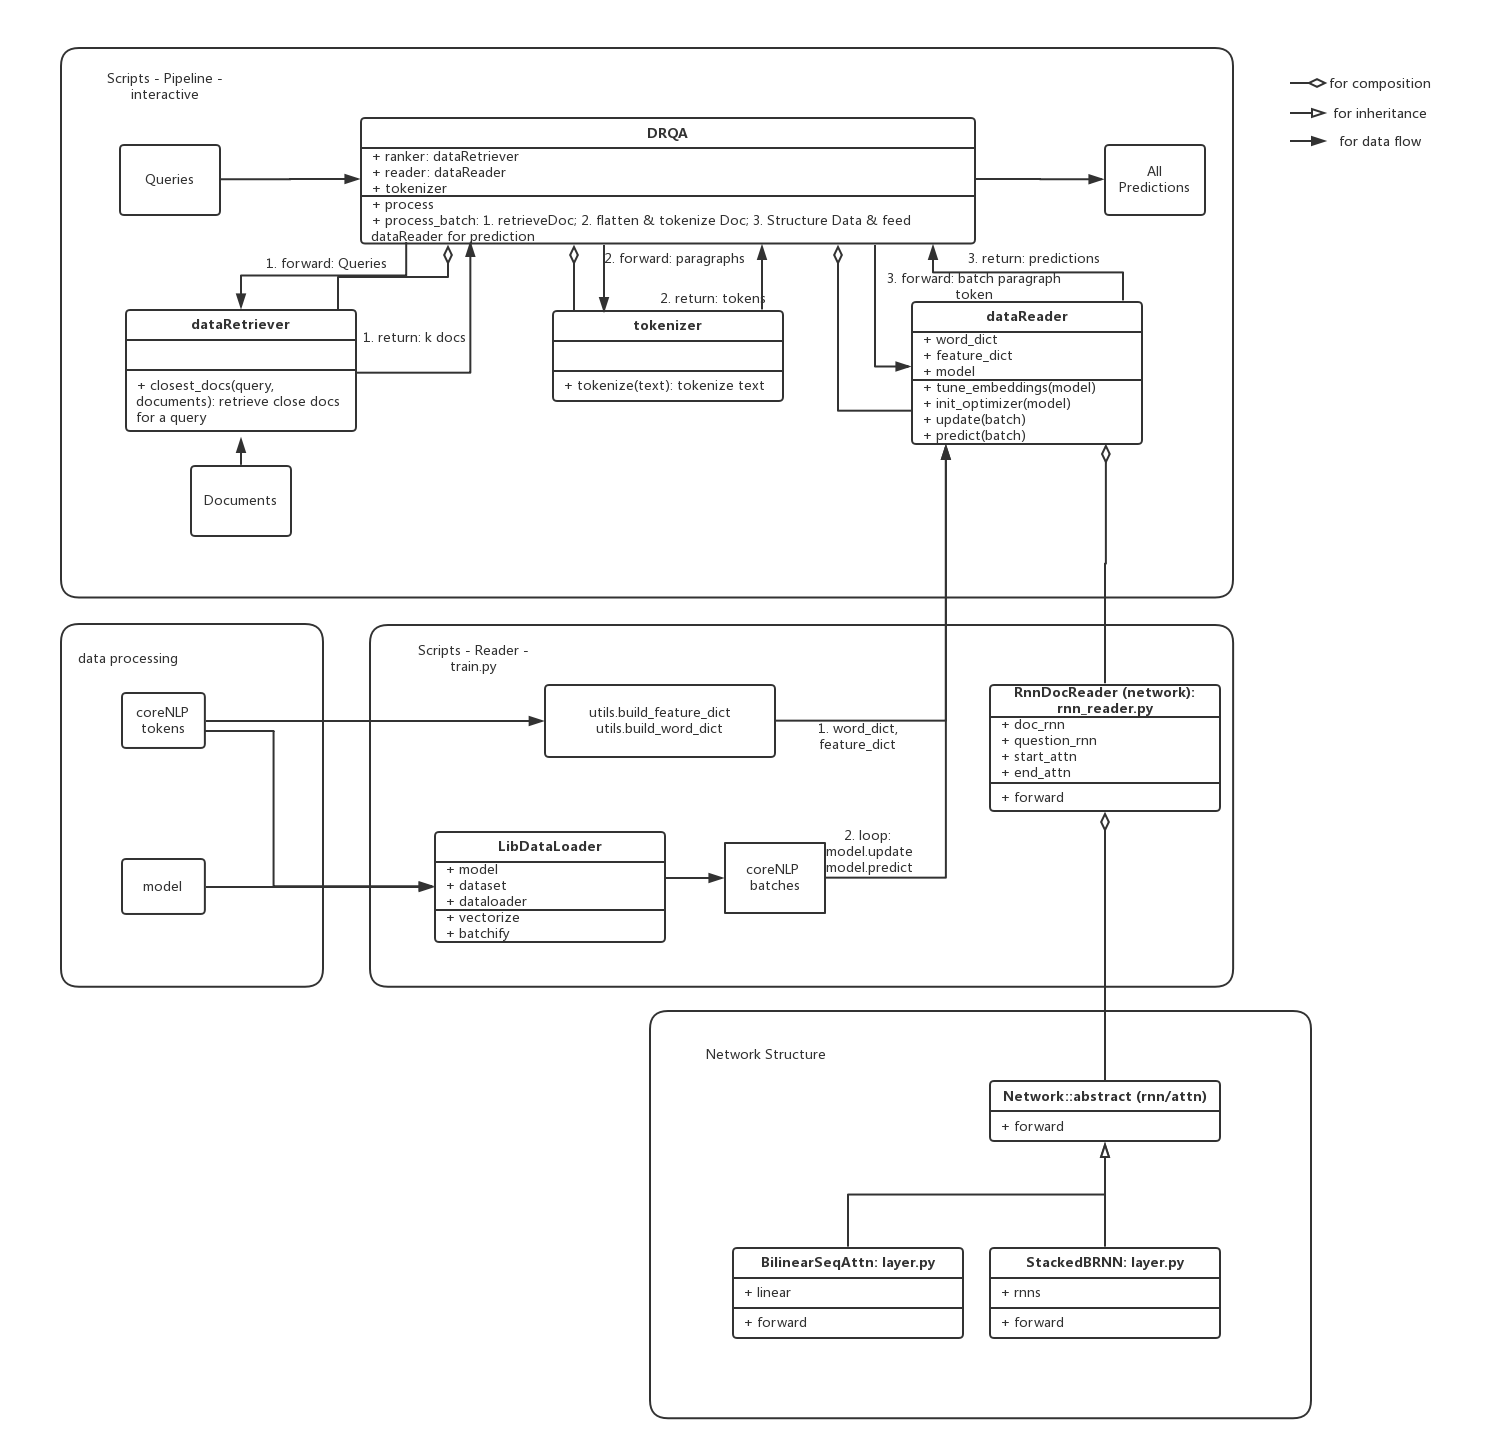 Scripts - Pipeline -
interactive
for composition
for inheritance
for data flow
DRQA
+ ranker: dataRetriever
+ reader: dataReader
+ tokenizer
+ process
+ process_batch: 1. retrieveDoc; 2. flatten & tokenize Doc; 3. Structure Data & feed
dataReader for prediction
Queries
All
Predictions
1. forward: Queries
2. forward: paragraphs
3. return: predictions
3. forward: batch paragraph
token
2. return: tokens
1. return: k docs
dataRetriever
+ closest_docs(query,
documents): retrieve close docs
for a query
tokenizer
+ tokenize(text): tokenize text
dataReader
+ word_dict
+ feature_dict
+ model
+ tune_embeddings(model)
+ init_optimizer(model)
+ update(batch)
+ predict(batch)
Documents
data processing
coreNLP
tokens
model
Scripts - Reader -
train.py
utils.build_feature_dict
utils.build_word_dict
1. word_dict,
feature_dict
RnnDocReader (network):
rnn_reader.py
+ doc_rnn
+ question_rnn
+ start_attn
+ end_attn
+ forward
LibDataLoader
+ model
+ dataset
+ dataloader
+ vectorize
+ batchify
coreNLP
batches
2. loop:
model.update
model.predict
Network Structure
Network::abstract (rnn/attn)
+ forward
BilinearSeqAttn: layer.py
+ linear
+ forward
StackedBRNN: layer.py
+ rnns
+ forward